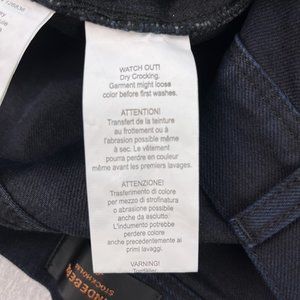 WATCH OUT!
Dry Crocking.
Garment might loose
color before first washes.
ATTENTION!
Transfert de la teinture
au frottement ou à
l'abrasion possible même
à sec. Le vêtement
pourra perdre en couleur
même avant les premiers lavages.
ATTENZIONE!
Trasferimento di colore
per mezzo di strofinatura
o abrasione possibile
anche da asciutto.
L'indumento potrebbe
perdere colore
anche precedentemente ai
primi lavaggi.
VARNING!
STOCKHOLM